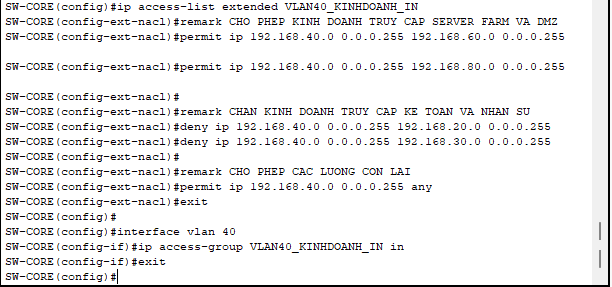 SW-CORE(config)#ip access-list extended VLAN40_KINHDOANH_IN
SW-CORE(config-ext-nacl)#remark CHO PHEP KINH DOANH TRUY CAP SERVER FARM VA DMZ
SW-CORE(config-ext-nacl)#permit ip 192.168.40.0 0.0.0.255 192.168.60.0 0.0.0.255
SW-CORE(config-ext-nacl)#permit ip 192.168.40.0 0.0.0.255 192.168.80.0 0.0.0.255
SW-CORE(config-ext-nacl)#
SW-CORE(config-ext-nacl)#remark CHAN KINH DOANH TRUY CAP KE TOAN VA NHAN SU
SW-CORE(config-ext-nacl)#deny ip 192.168.40.0 0.0.0.255 192.168.20.0 0.0.0.255
SW-CORE(config-ext-nacl)#deny ip 192.168.40.0 0.0.0.255 192.168.30.0 0.0.0.255
SW-CORE(config-ext-nacl)#
SW-CORE(config-ext-nacl)#remark CHO PHEP CAC LUONG CON LAI
SW-CORE(config-ext-nacl)#permit ip 192.168.40.0 0.0.0.255 any
SW-CORE(config-ext-nacl)#exit
SW-CORE(config)#
SW-CORE(config)#interface vlan 40
SW-CORE(config-if)#ip access-group VLAN40_KINHDOANH_IN in
SW-CORE(config-if)#exit
SW-CORE(config)#